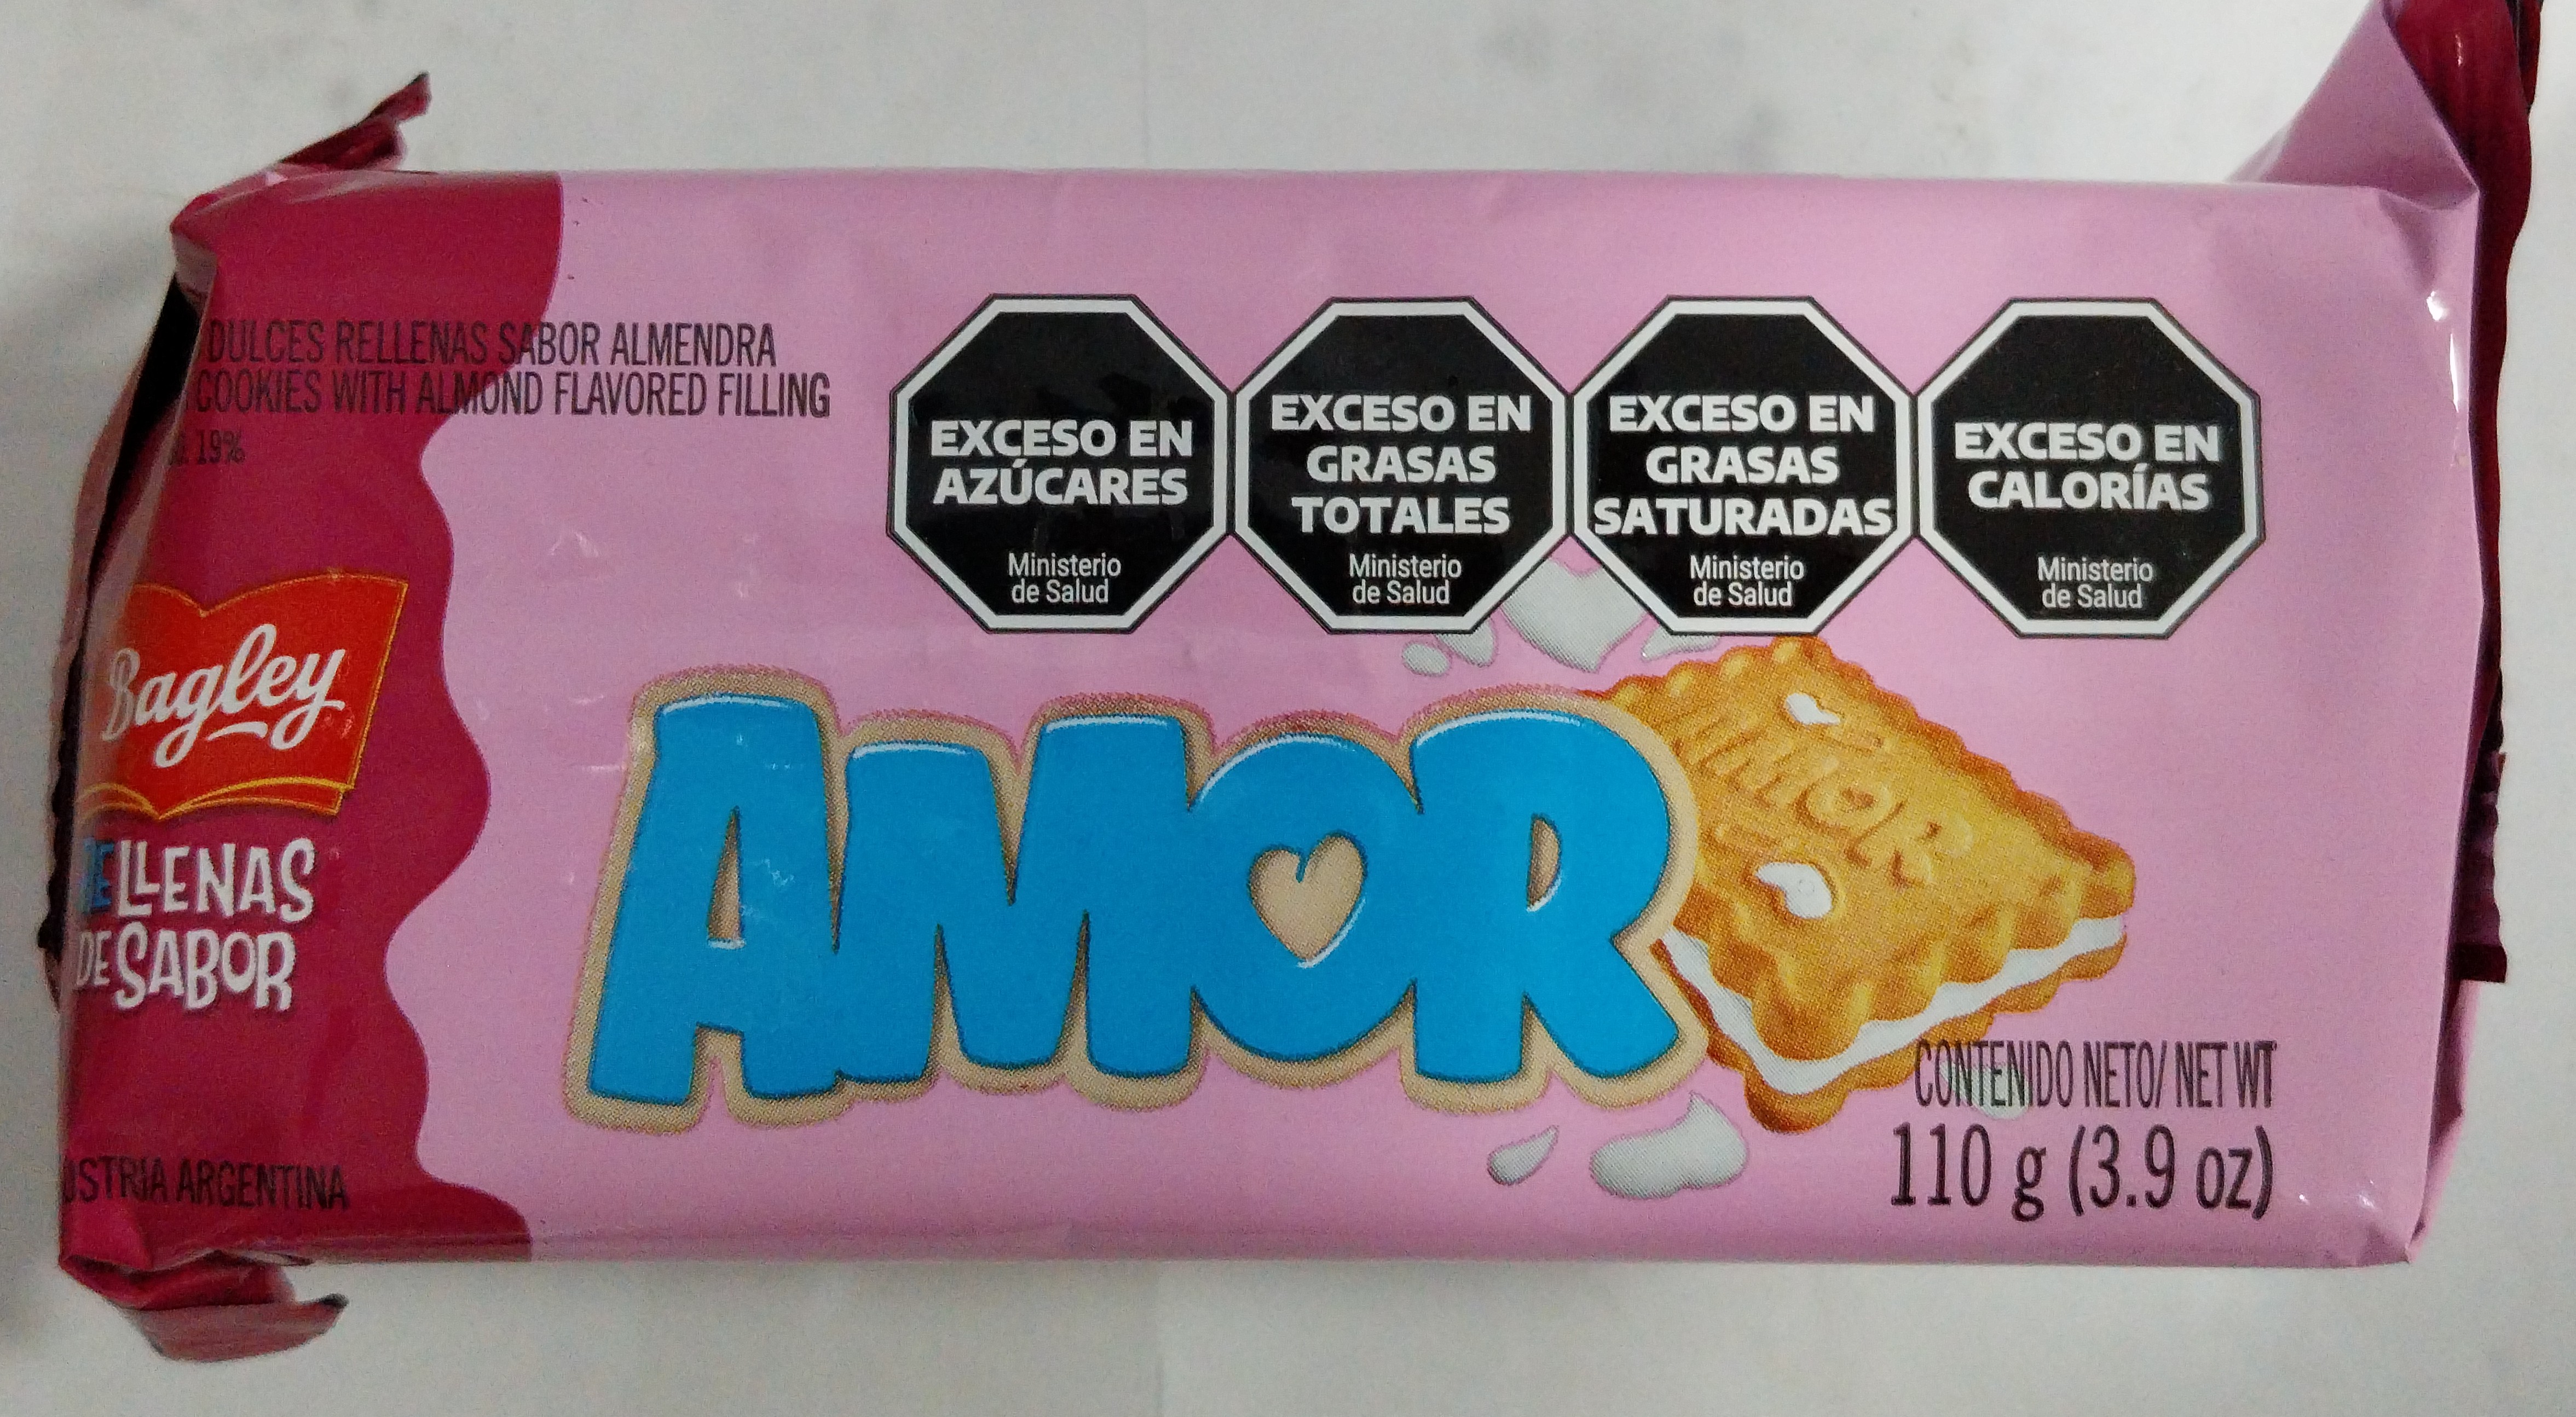 DULCES RELLENAS SABOR ALMENDRA
COOKIES WITH ALMOND FLAVORED FILLING
19%
EXCESO EN
AZÚCARES
Ministerio
de Salud
EXCESO EN
GRASAS
TOTALES
Ministerio
de Salud
EXCESO EN
GRASAS
SATURADAS
Ministerio
de Salud
EXCESO EN
CALORÍAS
Ministerio
de Salud
Bagley
RELLENAS
DE SABOR
AMOR
Amor
CONTENIDO NETO/ NET WT
110 g (3.9 oz)
USTRIA ARGENTINA